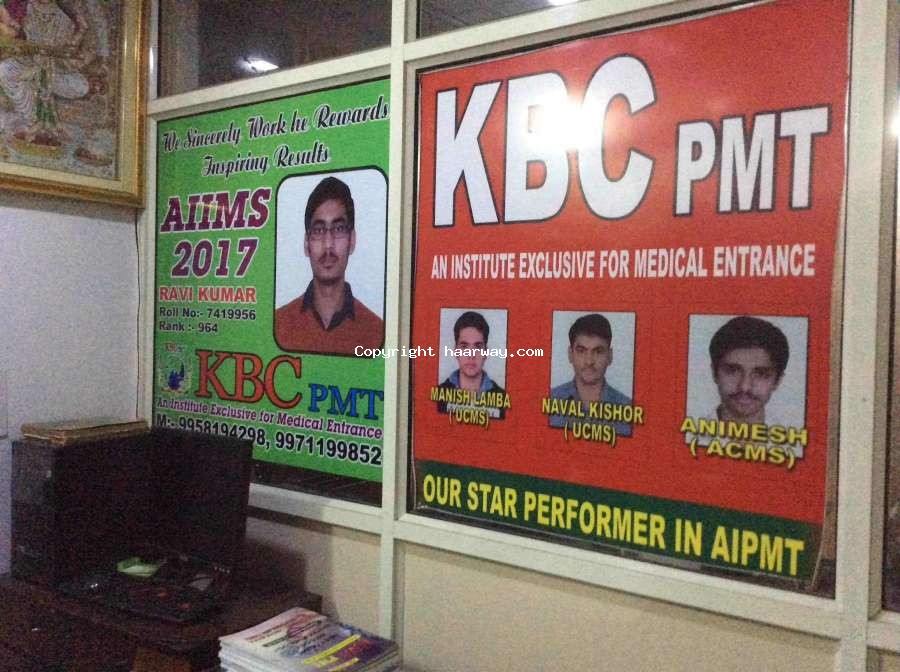 We Sincerely Work he Rewards
Inspiring Results
AIIMS
2017
RAVI KUMAR
Roll No:- 7419956
Rank :- 964
KBC PMT
An Institute Exclusive for Medical Entrance
M:- 9958194298, 9971199852
KBC PMT
AN INSTITUTE EXCLUSIVE FOR MEDICAL ENTRANCE
MANISH LAMBA
( UCMS)
NAVAL KISHOR
( UCMS)
ANIMESH
( ACMS)
OUR STAR PERFORMER IN AIPMT
Copyright haarway.com